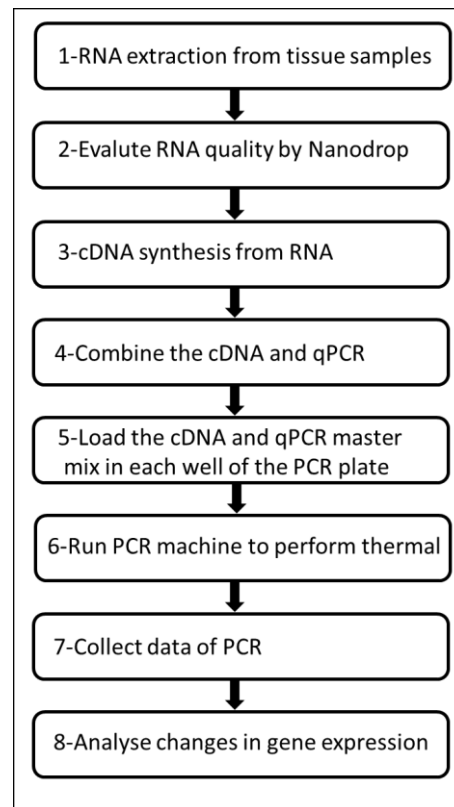 1-RNA extraction from tissue samples
2-Evalute RNA quality by Nanodrop
3-cDNA synthesis from RNA
4-Combine the cDNA and qPCR
5-Load the cDNA and qPCR master
mix in each well of the PCR plate
6-Run PCR machine to perform thermal
7-Collect data of PCR
8-Analyse changes in gene expression